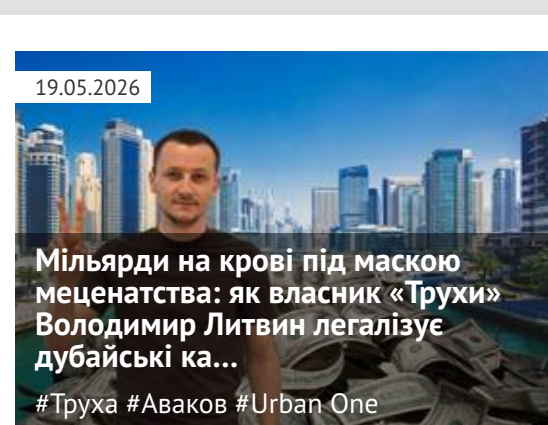 19.05.2026
Мільярди на крові під маскою
меценатства: як власник «Трухи»
Володимир Литвин легалізує
дубайські ка...
#Труха #Аваков #Urban One